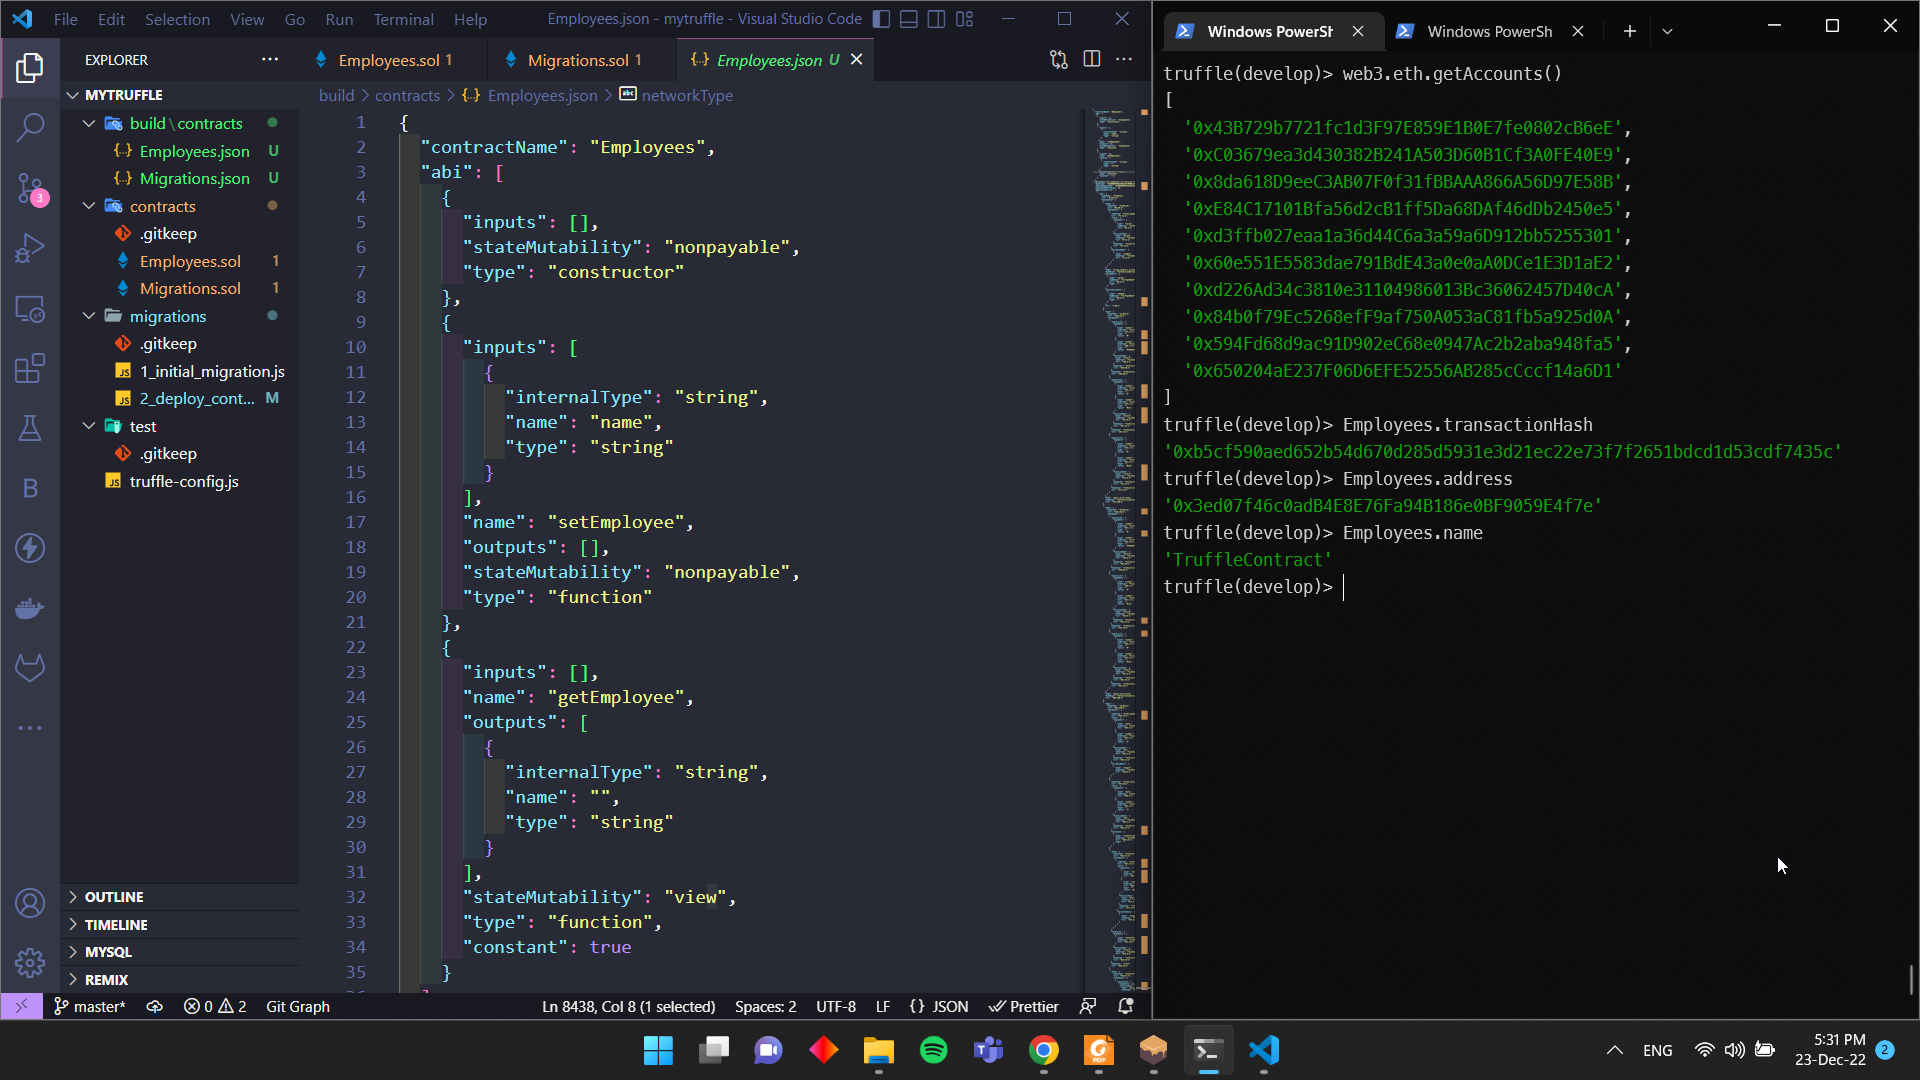 File Edit Selection View Go Run Terminal Help
Employees.json - mytruffle - Visual Studio Code
EXPLORER
MYTRUFFLE
build\contracts
Employees.json U
Migrations.json U
contracts
.gitkeep
Employees.sol 1
Migrations.sol 1
migrations
.gitkeep
1_initial_migration.js
2_deploy_cont... M
test
.gitkeep
truffle-config.js
OUTLINE
TIMELINE
MYSQL
REMIX
3
B
Employees.sol 1
Migrations.sol 1
Employees.json U
build > contracts > {} Employees.json > networkType
1 {
2 "contractName": "Employees",
3 "abi": [
4 {
5 "inputs": [],
6 "stateMutability": "nonpayable",
7 "type": "constructor"
8 },
9 {
10 "inputs": [
11 {
12 "internalType": "string",
13 "name": "name",
14 "type": "string"
15 }
16 ],
17 "name": "setEmployee",
18 "outputs": [],
19 "stateMutability": "nonpayable",
20 "type": "function"
21 },
22 {
23 "inputs": [],
24 "name": "getEmployee",
25 "outputs": [
26 {
27 "internalType": "string",
28 "name": "",
29 "type": "string"
30 }
31 ],
32 "stateMutability": "view",
33 "type": "function",
34 "constant": true
35 }
master* 0 2 Git Graph
Ln 8438, Col 8 (1 selected) Spaces: 2 UTF-8 LF {} JSON Prettier
Windows PowerSh
Windows PowerSh
truffle(develop)> web3.eth.getAccounts()
[
'0x43B729b7721fc1d3F97E859E1B0E7fe0802cB6eE',
'0xC03679ea3d430382B241A503D60B1Cf3A0FE40E9',
'0x8da618D9eeC3AB07F0f31fBBAAA866A56D97E58B',
'0xE84C17101Bfa56d2cB1ff5Da68DAf46dDb2450e5',
'0xd3ffb027eaa1a36d44C6a3a59a6D912bb5255301',
'0x60e551E5583dae791BdE43a0e0aA0DCe1E3D1aE2',
'0xd226Ad34c3810e31104986013Bc36062457D40cA',
'0x84b0f79Ec5268efF9af750A053aC81fb5a925d0A',
'0x594Fd68d9ac91D902eC68e0947Ac2b2aba948fa5',
'0x650204aE237F06D6EFE52556AB285cCccf14a6D1'
]
truffle(develop)> Employees.transactionHash
'0xb5cf590aed652b54d670d285d5931e3d21ec22e73f7f2651bdcd1d53cdf7435c'
truffle(develop)> Employees.address
'0x3ed07f46c0adB4E8E76Fa94B186e0BF9059E4f7e'
truffle(develop)> Employees.name
'TruffleContract'
truffle(develop)>
PDF
ENG
5:31 PM
23-Dec-22
2